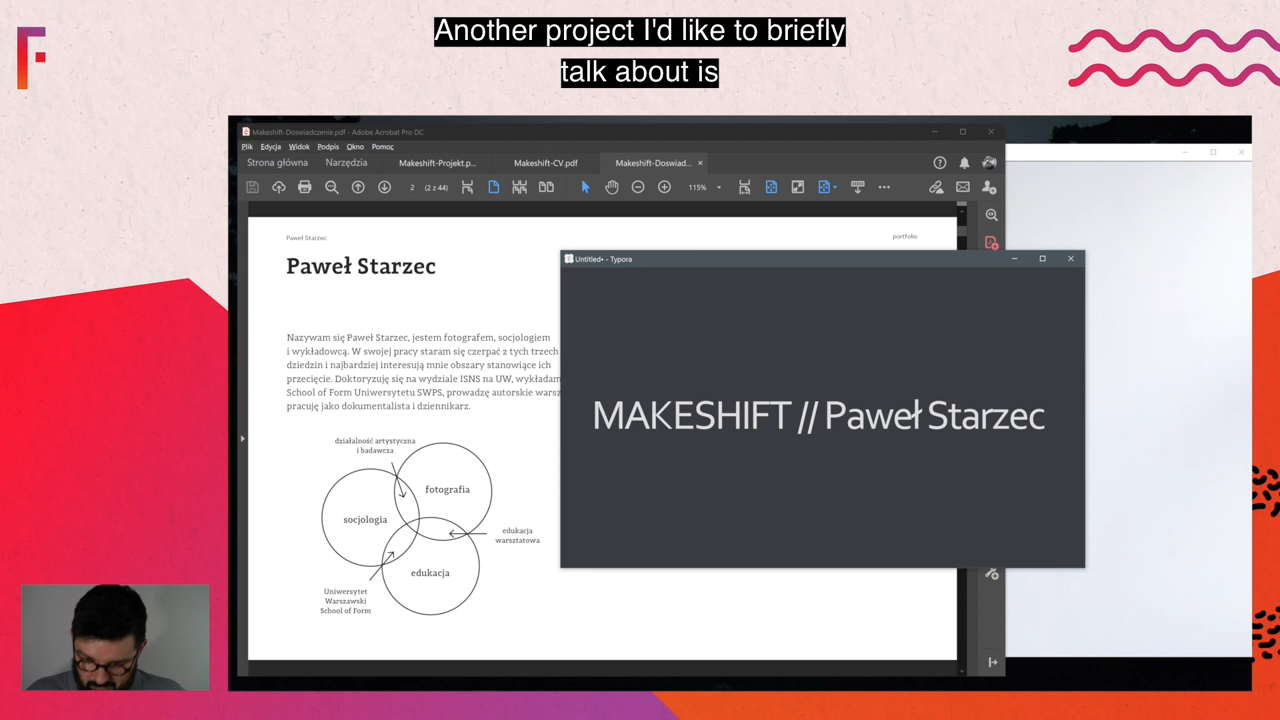 Another project I'd like to briefly
talk about is
Makeshift-Doswiadczenie.pdf - Adobe Acrobat Pro DC
Plik Edycja Widok Podpis Okno Pomoc
Strona główna Narzędzia Makeshift-Projekt.p... Makeshift-CV.pdf Makeshift-Doswiad... ×
2 (2 z 44) 115%
Paweł Starzec portfolio
Paweł Starzec
Untitled• - Typora
MAKESHIFT // Paweł Starzec
Nazywam się Paweł Starzec, jestem fotografem, socjologiem
i wykładowcą. W swojej pracy staram się czerpać z tych trzech
dziedzin i najbardziej interesują mnie obszary stanowiące ich
przecięcie. Doktoryzuję się na wydziale ISNS na UW, wykładam
School of Form Uniwersytetu SWPS, prowadzę autorskie warsz
pracuję jako dokumentalista i dziennikarz.
działalność artystyczna
i badawcza
fotografia
socjologia
edukacja
warsztatowa
edukacja
Uniwersytet
Warszawski
School of Form